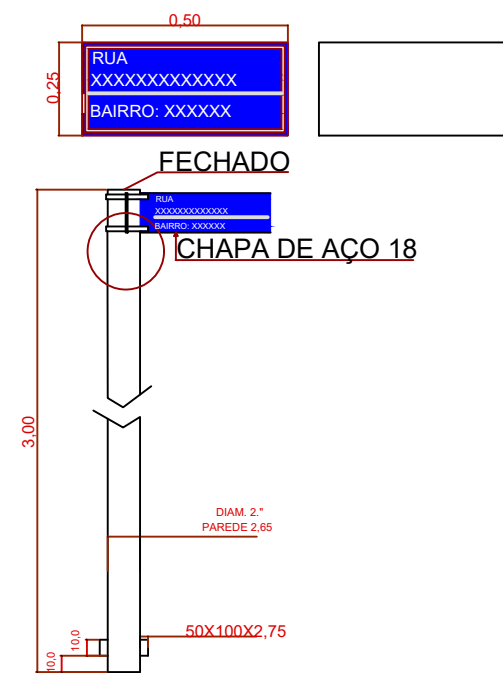 0,50
0,25
RUA
XXXXXXXXXXXXX
BAIRRO: XXXXXX
FECHADO
RUA
XXXXXXXXXXXXX
BAIRRO: XXXXXX
CHAPA DE AÇO 18
3,00
DIAM. 2."
PAREDE 2,65
50X100X2,75
10,0
10,0